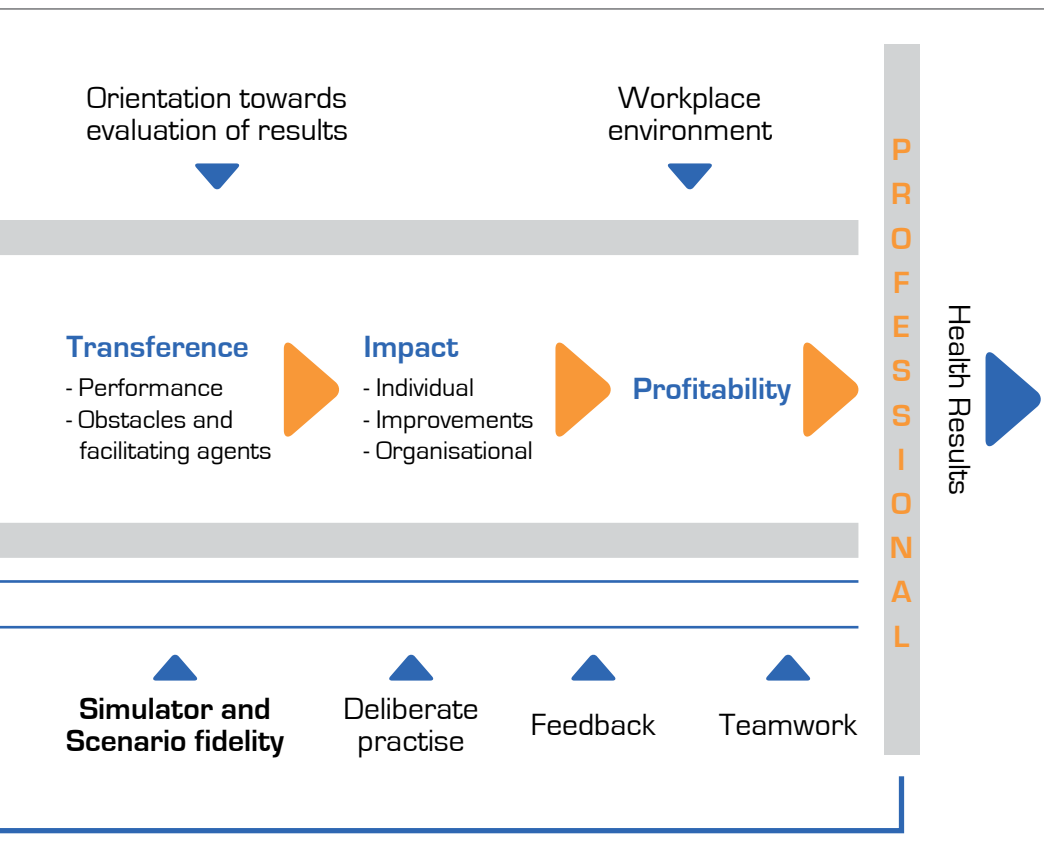 Orientation towards
evaluation of results
Workplace
environment
Transference
- Performance
- Obstacles and
facilitating agents
Impact
- Individual
- Improvements
- Organisational
Profitability
PROFESSIONAL
Health Results
Simulator and
Scenario fidelity
Deliberate
practise
Feedback
Teamwork